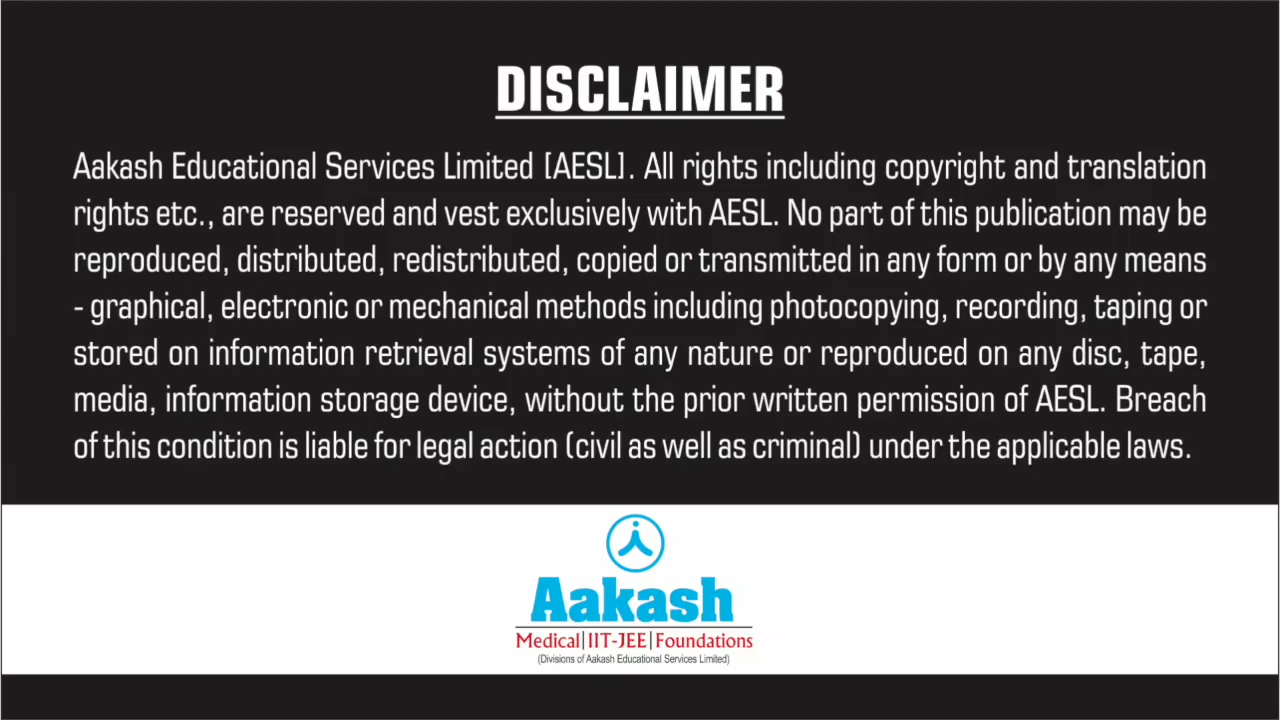 DISCLAIMER
Aakash Educational Services Limited [AESL]. All rights including copyright and translation
rights etc., are reserved and vest exclusively with AESL. No part of this publication may be
reproduced, distributed, redistributed, copied or transmitted in any form or by any means
- graphical, electronic or mechanical methods including photocopying, recording, taping or
stored on information retrieval systems of any nature or reproduced on any disc, tape,
media, information storage device, without the prior written permission of AESL. Breach
of this condition is liable for legal action (civil as well as criminal) under the applicable laws.
Aakash
Medical|IIT-JEE|Foundations
(Divisions of Aakash Educational Services Limited)